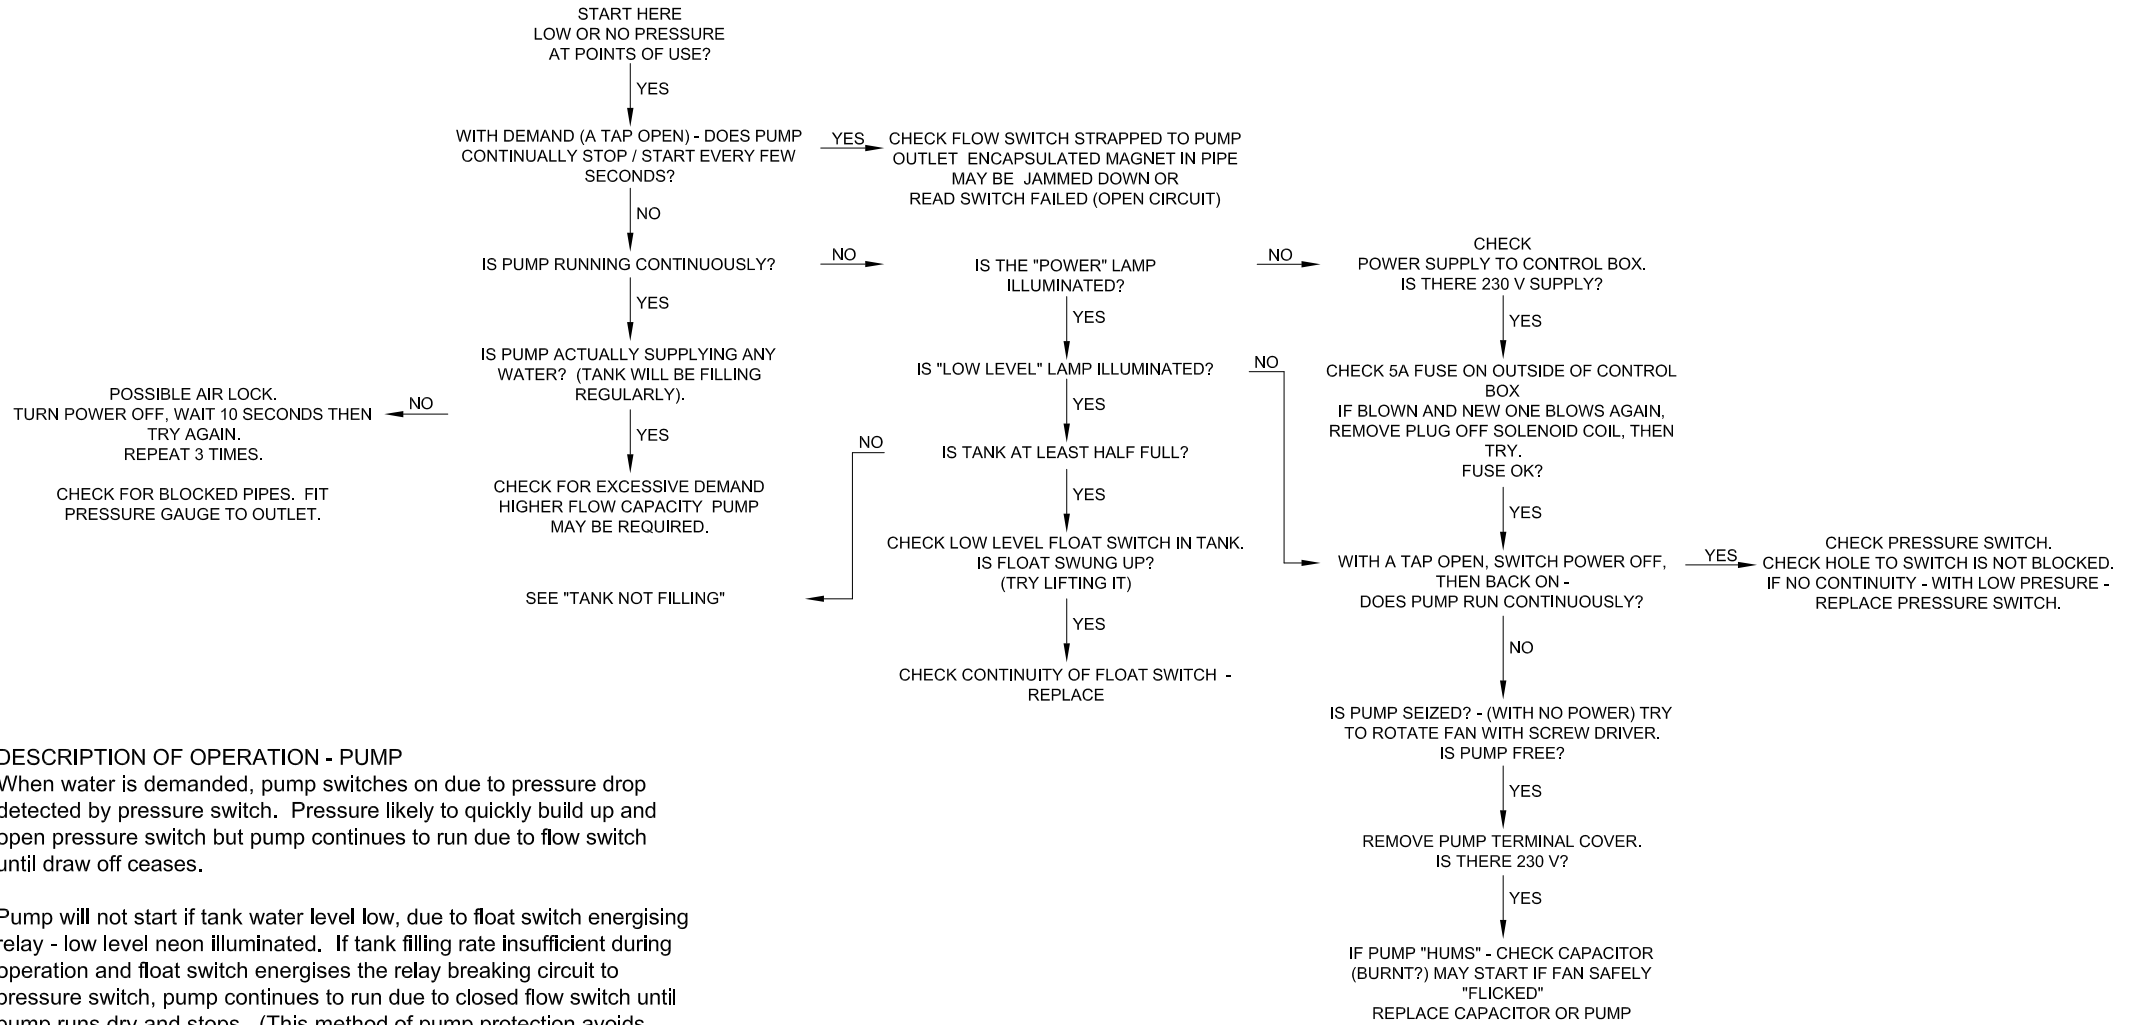 START HERE
LOW OR NO PRESSURE
AT POINTS OF USE?
YES
WITH DEMAND (A TAP OPEN) - DOES PUMP
CONTINUALLY STOP / START EVERY FEW
SECONDS?
YES
CHECK FLOW SWITCH STRAPPED TO PUMP
OUTLET ENCAPSULATED MAGNET IN PIPE
MAY BE JAMMED DOWN OR
READ SWITCH FAILED (OPEN CIRCUIT)
NO
IS PUMP RUNNING CONTINUOUSLY?
NO
IS THE "POWER" LAMP
ILLUMINATED?
NO
CHECK
POWER SUPPLY TO CONTROL BOX.
IS THERE 230 V SUPPLY?
YES
YES
YES
IS PUMP ACTUALLY SUPPLYING ANY
WATER? (TANK WILL BE FILLING
REGULARLY).
NO
POSSIBLE AIR LOCK.
TURN POWER OFF, WAIT 10 SECONDS THEN
TRY AGAIN.
REPEAT 3 TIMES.
CHECK FOR BLOCKED PIPES. FIT
PRESSURE GAUGE TO OUTLET.
YES
CHECK FOR EXCESSIVE DEMAND
HIGHER FLOW CAPACITY PUMP
MAY BE REQUIRED.
IS "LOW LEVEL" LAMP ILLUMINATED?
NO
YES
IS TANK AT LEAST HALF FULL?
NO
SEE "TANK NOT FILLING"
YES
CHECK LOW LEVEL FLOAT SWITCH IN TANK.
IS FLOAT SWUNG UP?
(TRY LIFTING IT)
YES
CHECK CONTINUITY OF FLOAT SWITCH -
REPLACE
CHECK 5A FUSE ON OUTSIDE OF CONTROL
BOX
IF BLOWN AND NEW ONE BLOWS AGAIN,
REMOVE PLUG OFF SOLENOID COIL, THEN
TRY.
FUSE OK?
YES
WITH A TAP OPEN, SWITCH POWER OFF,
THEN BACK ON -
DOES PUMP RUN CONTINUOUSLY?
YES
CHECK PRESSURE SWITCH.
CHECK HOLE TO SWITCH IS NOT BLOCKED.
IF NO CONTINUITY - WITH LOW PRESURE -
REPLACE PRESSURE SWITCH.
NO
IS PUMP SEIZED? - (WITH NO POWER) TRY
TO ROTATE FAN WITH SCREW DRIVER.
IS PUMP FREE?
YES
REMOVE PUMP TERMINAL COVER.
IS THERE 230 V?
YES
IF PUMP "HUMS" - CHECK CAPACITOR
(BURNT?) MAY START IF FAN SAFELY
"FLICKED"
REPLACE CAPACITOR OR PUMP
DESCRIPTION OF OPERATION - PUMP
When water is demanded, pump switches on due to pressure drop
detected by pressure switch. Pressure likely to quickly build up and
open pressure switch but pump continues to run due to flow switch
until draw off ceases.
Pump will not start if tank water level low, due to float switch energising
relay - low level neon illuminated. If tank filling rate insufficient during
operation and float switch energises the relay breaking circuit to
pressure switch, pump continues to run due to closed flow switch until
pump runs dry and stops. (This method of pump protection avoids